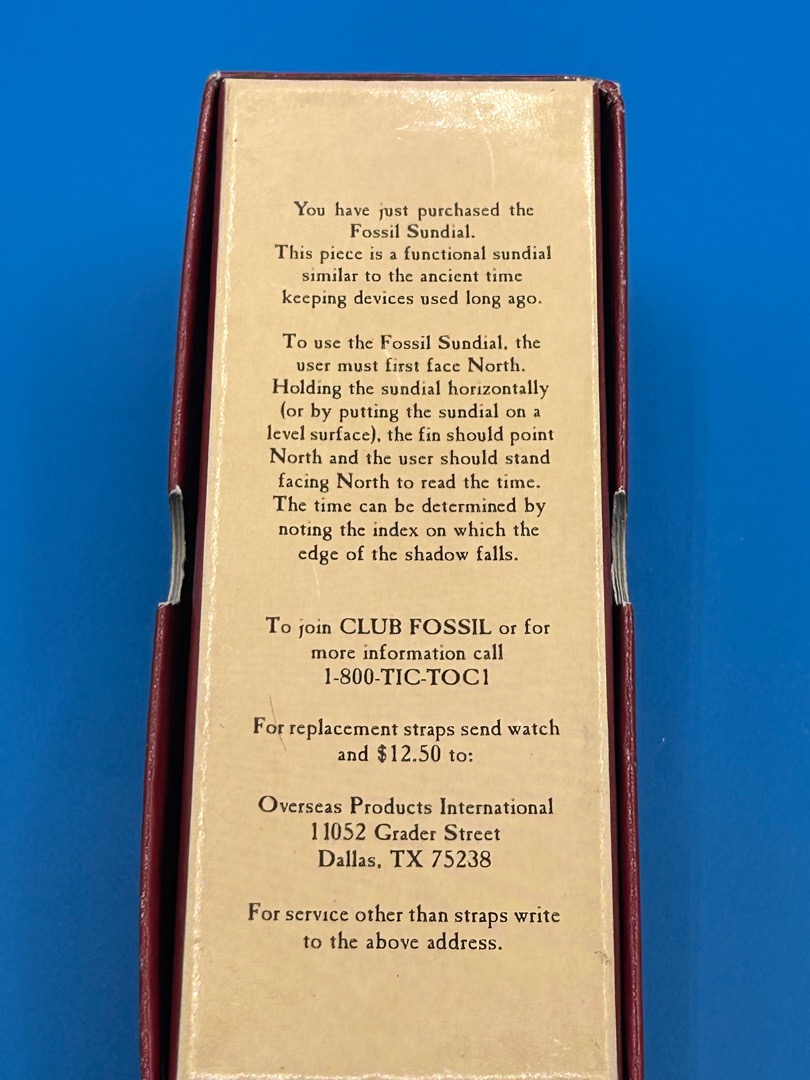 You have just purchased the
Fossil Sundial.
This piece is a functional sundial
similar to the ancient time
keeping devices used long ago.
To use the Fossil Sundial, the
user must first face North.
Holding the sundial horizontally
(or by putting the sundial on a
level surface), the fin should point
North and the user should stand
facing North to read the time.
The time can be determined by
noting the index on which the
edge of the shadow falls.
To join CLUB FOSSIL or for
more information call
1-800-TIC-TOC1
For replacement straps send watch
and $12.50 to:
Overseas Products International
11052 Grader Street
Dallas, TX 75238
For service other than straps write
to the above address.